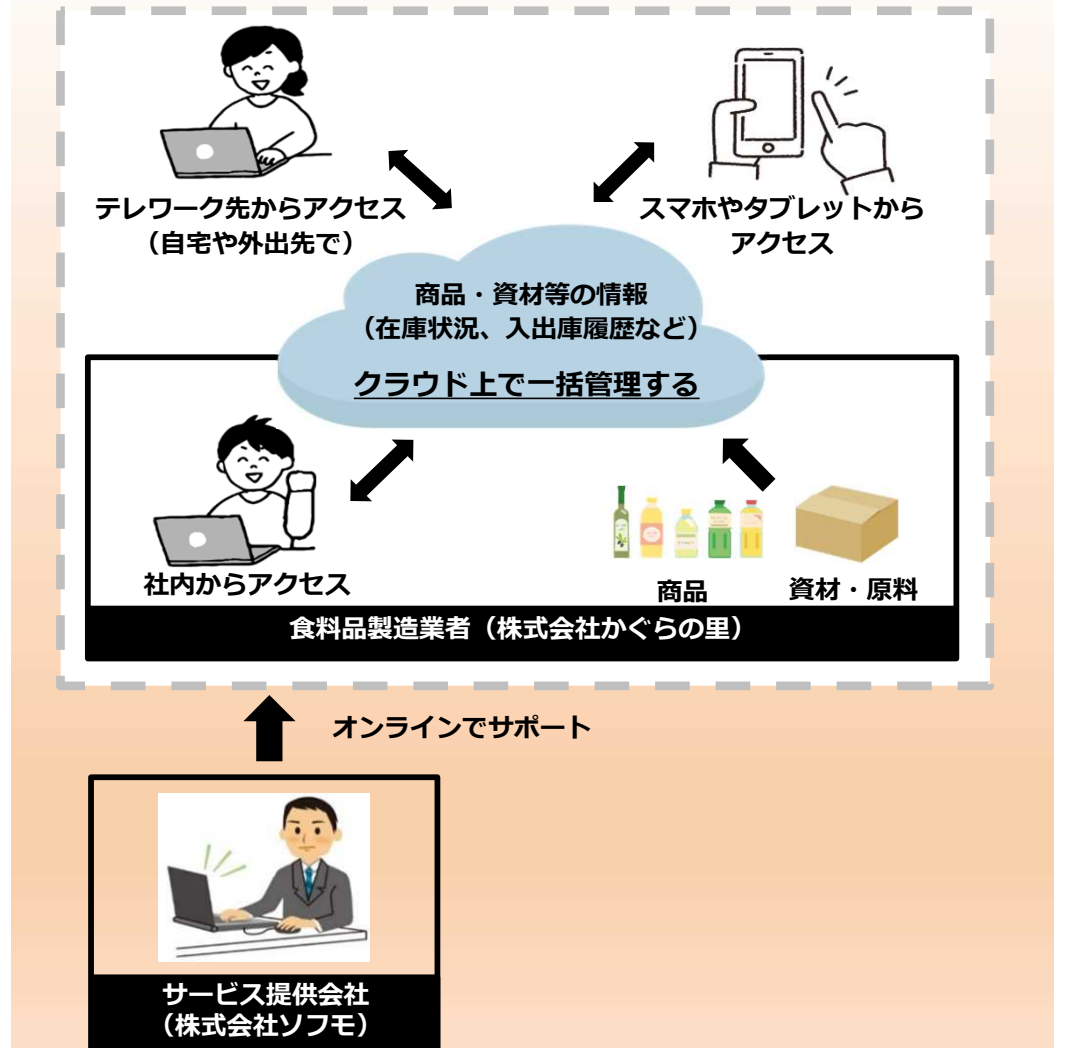 テレワーク先からアクセス
（自宅や外出先で）
スマホやタブレットから
アクセス
商品・資材等の情報
（在庫状況、入出庫履歴など）
クラウド上で一括管理する
社内からアクセス
商品
資材・原料
食料品製造業者（株式会社かぐらの里）
オンラインでサポート
サービス提供会社
（株式会社ソフモ）